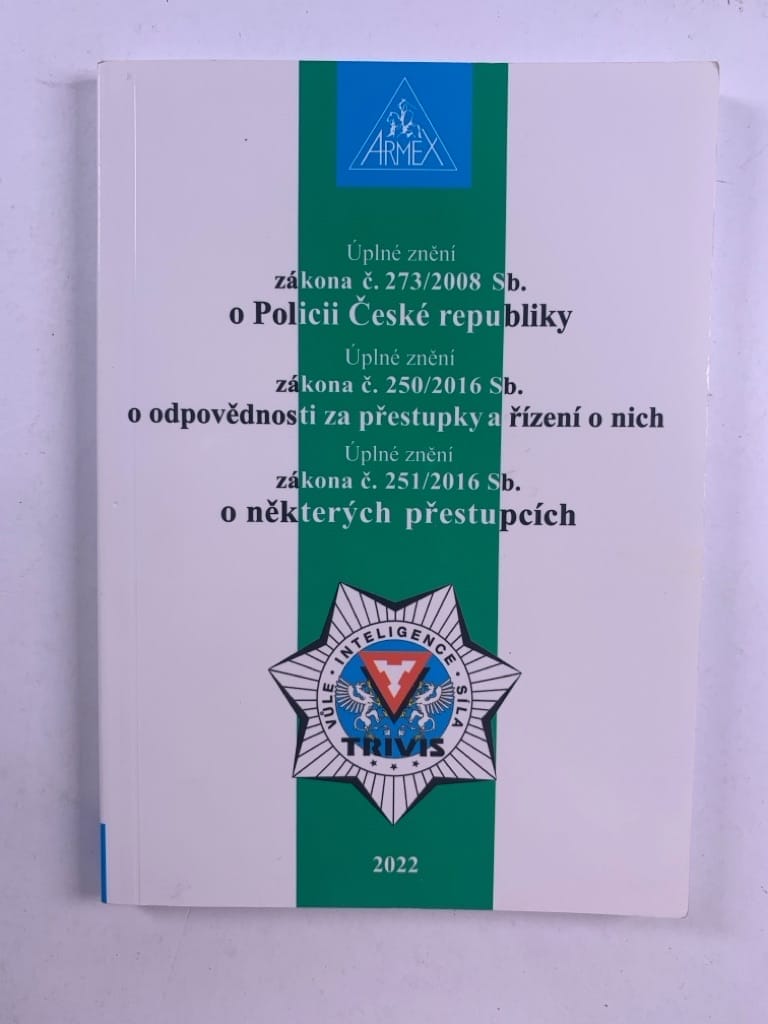 ARMEX
Úplné znění
zákona č. 273/2008 Sb.
o Policii České republiky
Úplné znění
zákona č. 250/2016 Sb.
o odpovědnosti za přestupky a řízení o nich
Úplné znění
zákona č. 251/2016 Sb.
o některých přestupcích
VŮLE · INTELIGENCE · SÍLA
TRIVIS
2022